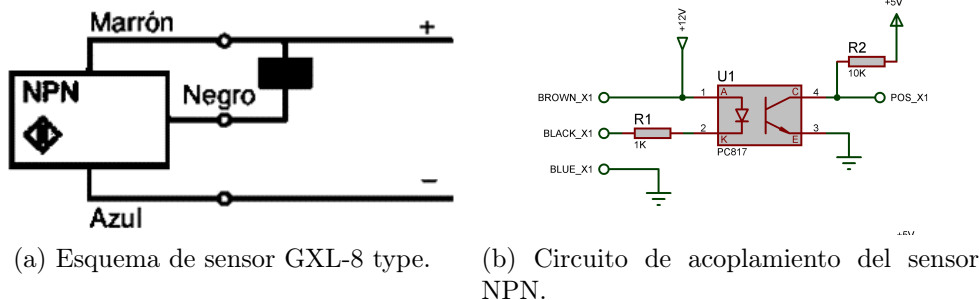 Marrón
+
NPN
Negro
−
Azul
(a) Esquema de sensor GXL-8 type.
+12V
+5V
R2
10K
U1
BROWN_X1
1
A
C
4
POS_X1
R1
BLACK_X1
1K
2
K
E
3
PC817
BLUE_X1
+5V
(b) Circuito de acoplamiento del sensor
NPN.